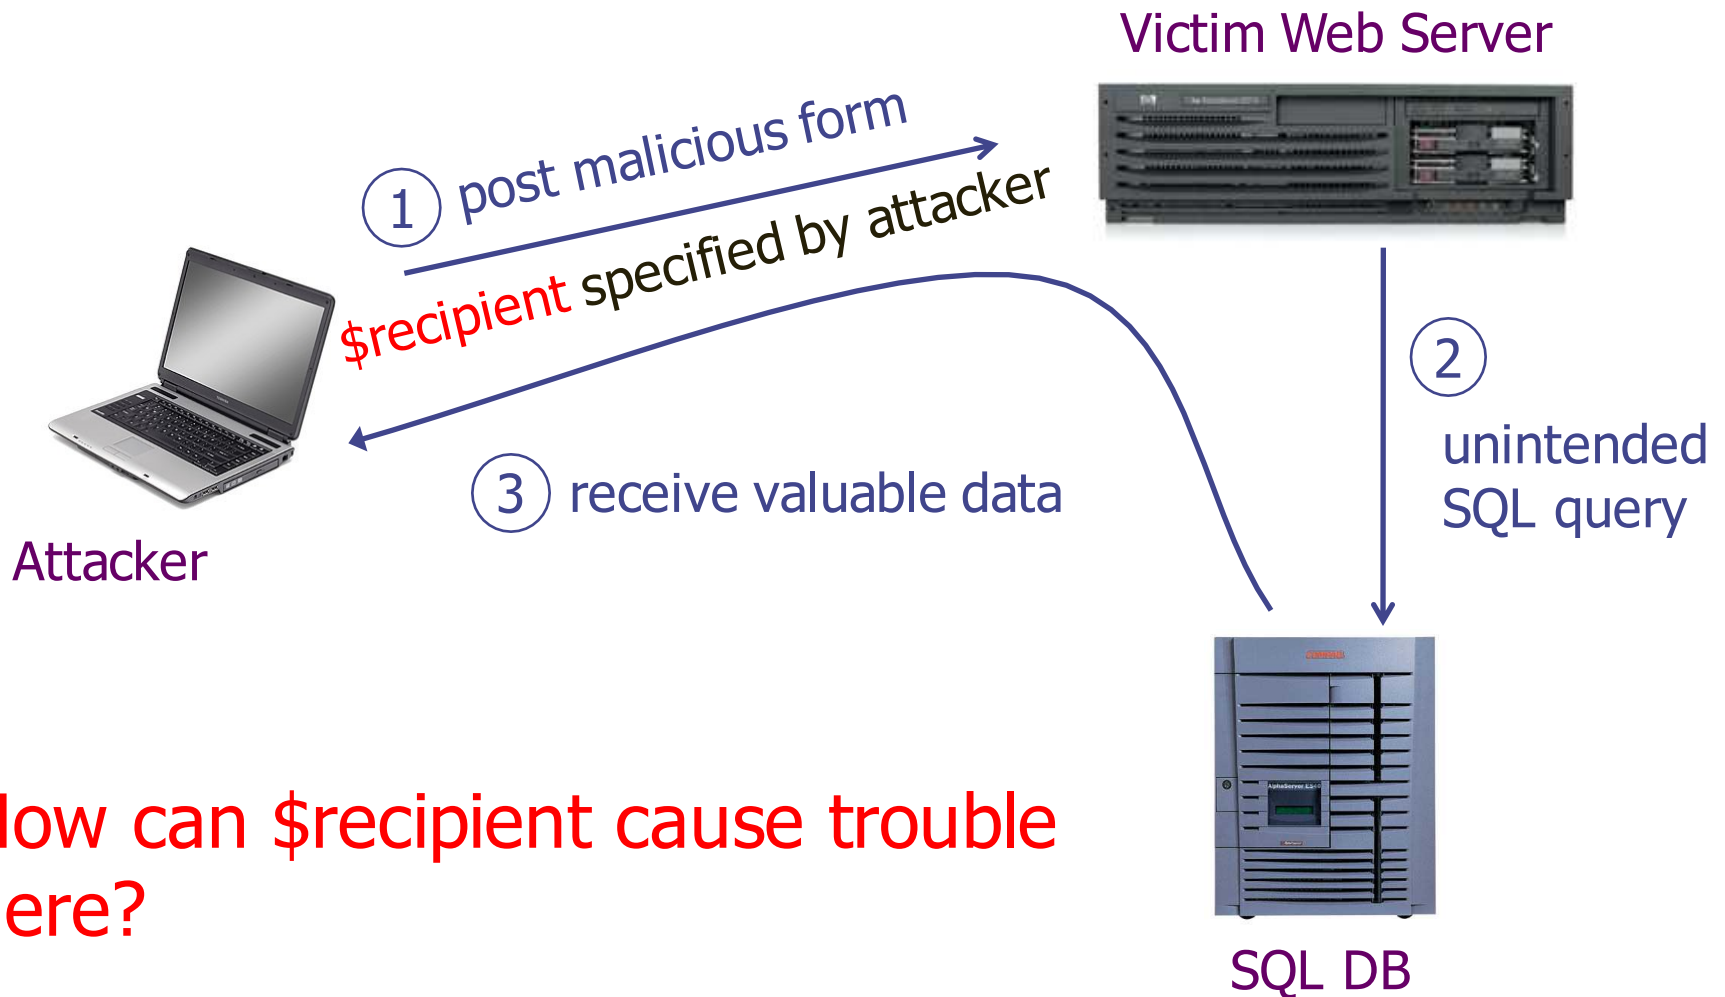 Victim Web Server
1 post malicious form
$recipient specified by attacker
2
unintended
SQL query
3 receive valuable data
Attacker
How can $recipient cause trouble
ere?
SQL DB